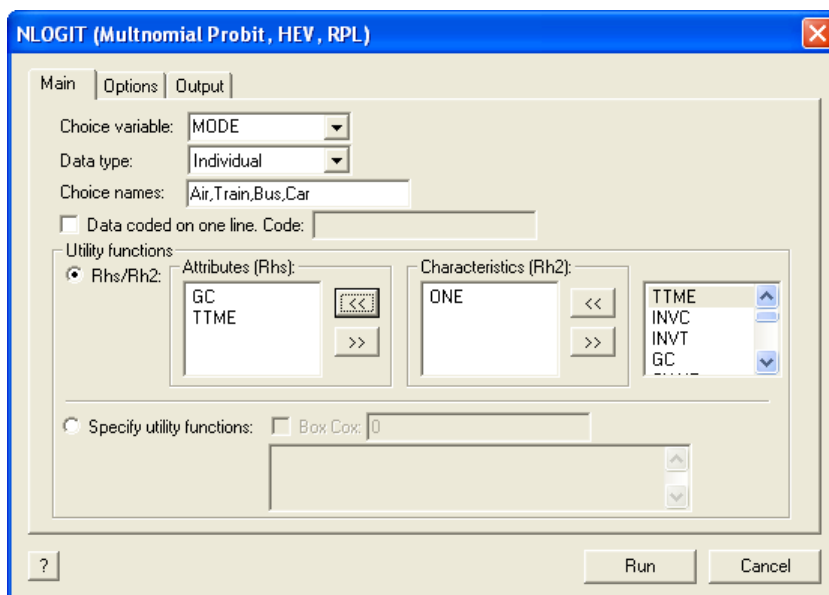 NLOGIT (Multnomial Probit, HEV, RPL)
Main Options Output
Choice variable: MODE
Data type: Individual
Choice names: Air,Train,Bus,Car
Data coded on one line. Code:
Utility functions
Rhs/Rh2:
Attributes (Rhs):
GC
TTME
<<
>>
Characteristics (Rh2):
ONE
<<
>>
TTME
INVC
INVT
GC
Specify utility functions: Box Cox: 0
? Run Cancel